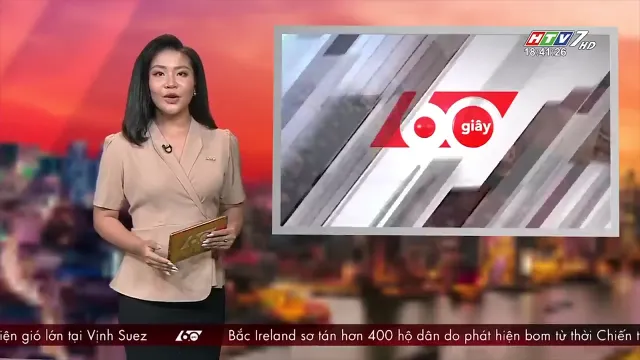 HTV7 HD
18:41:26
60 giây
iện gió lớn tại Vịnh Suez 60 Bắc Ireland sơ tán hơn 400 hộ dân do phát hiện bom từ thời Chiến t